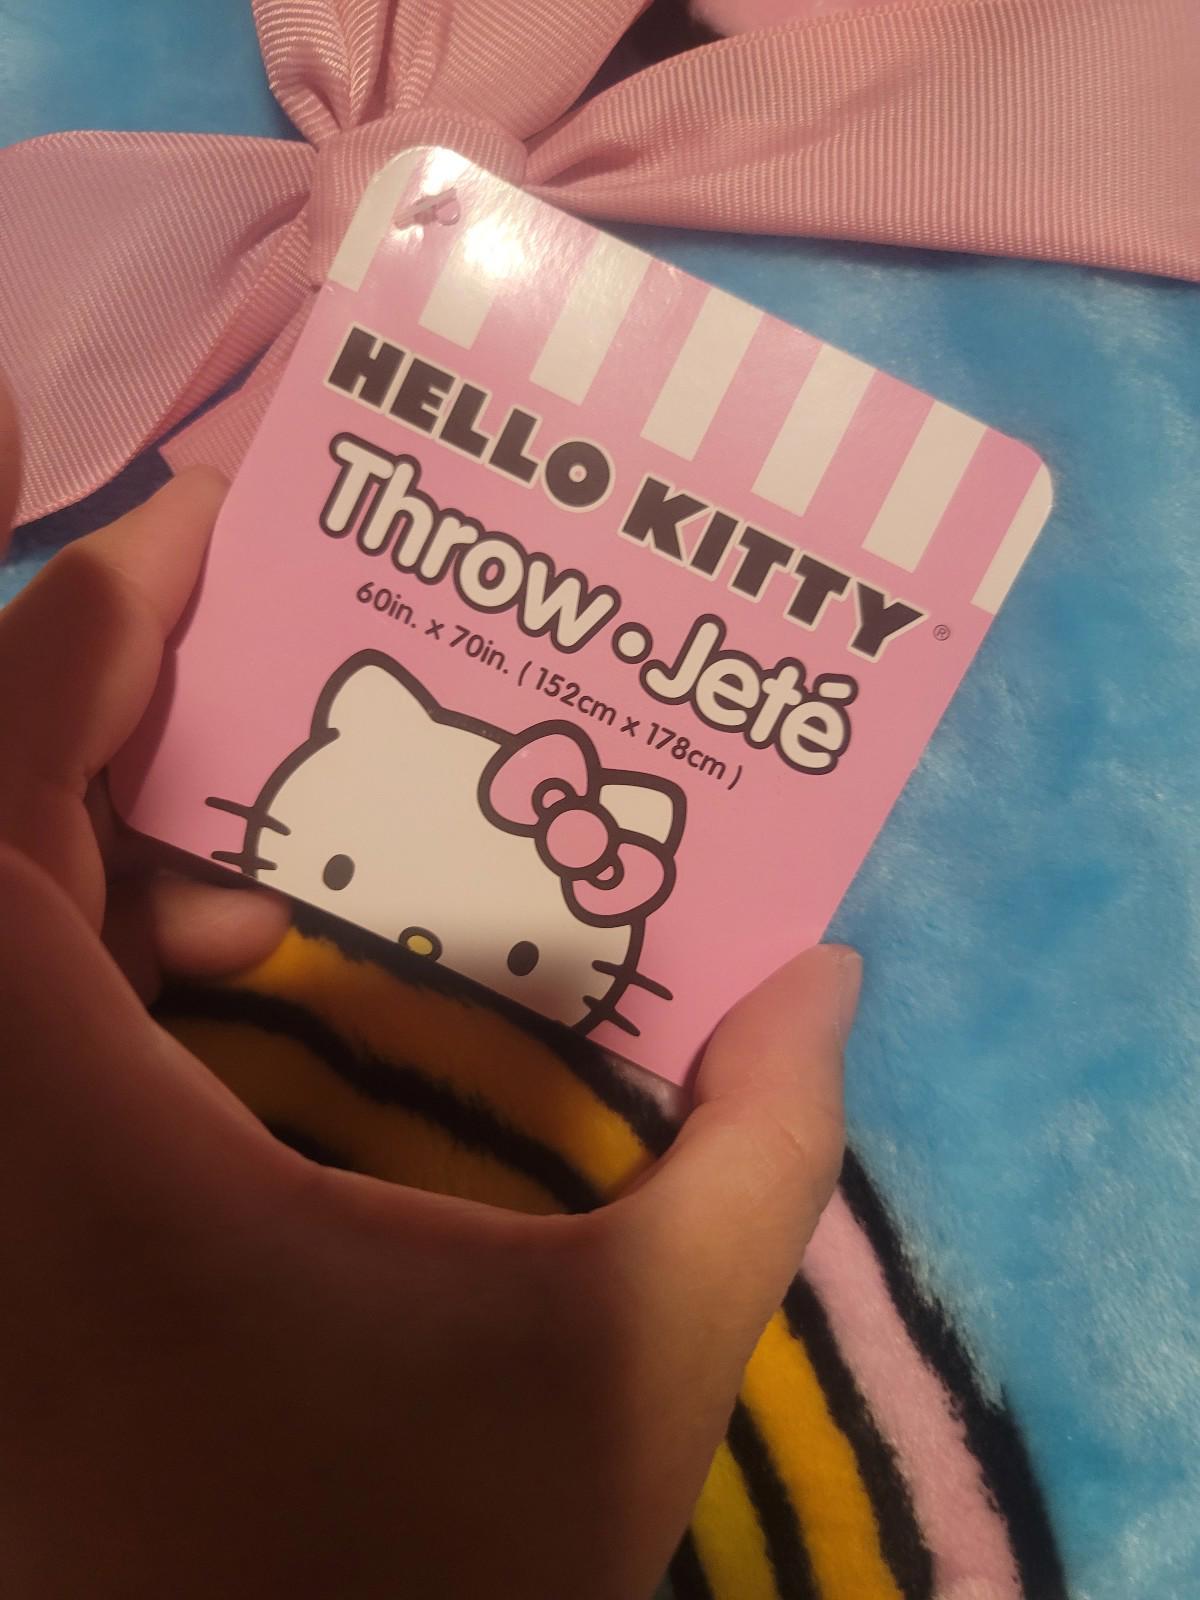 HELLO KITTY ®
Throw • Jeté
60in. x 70in. ( 152cm x 178cm )